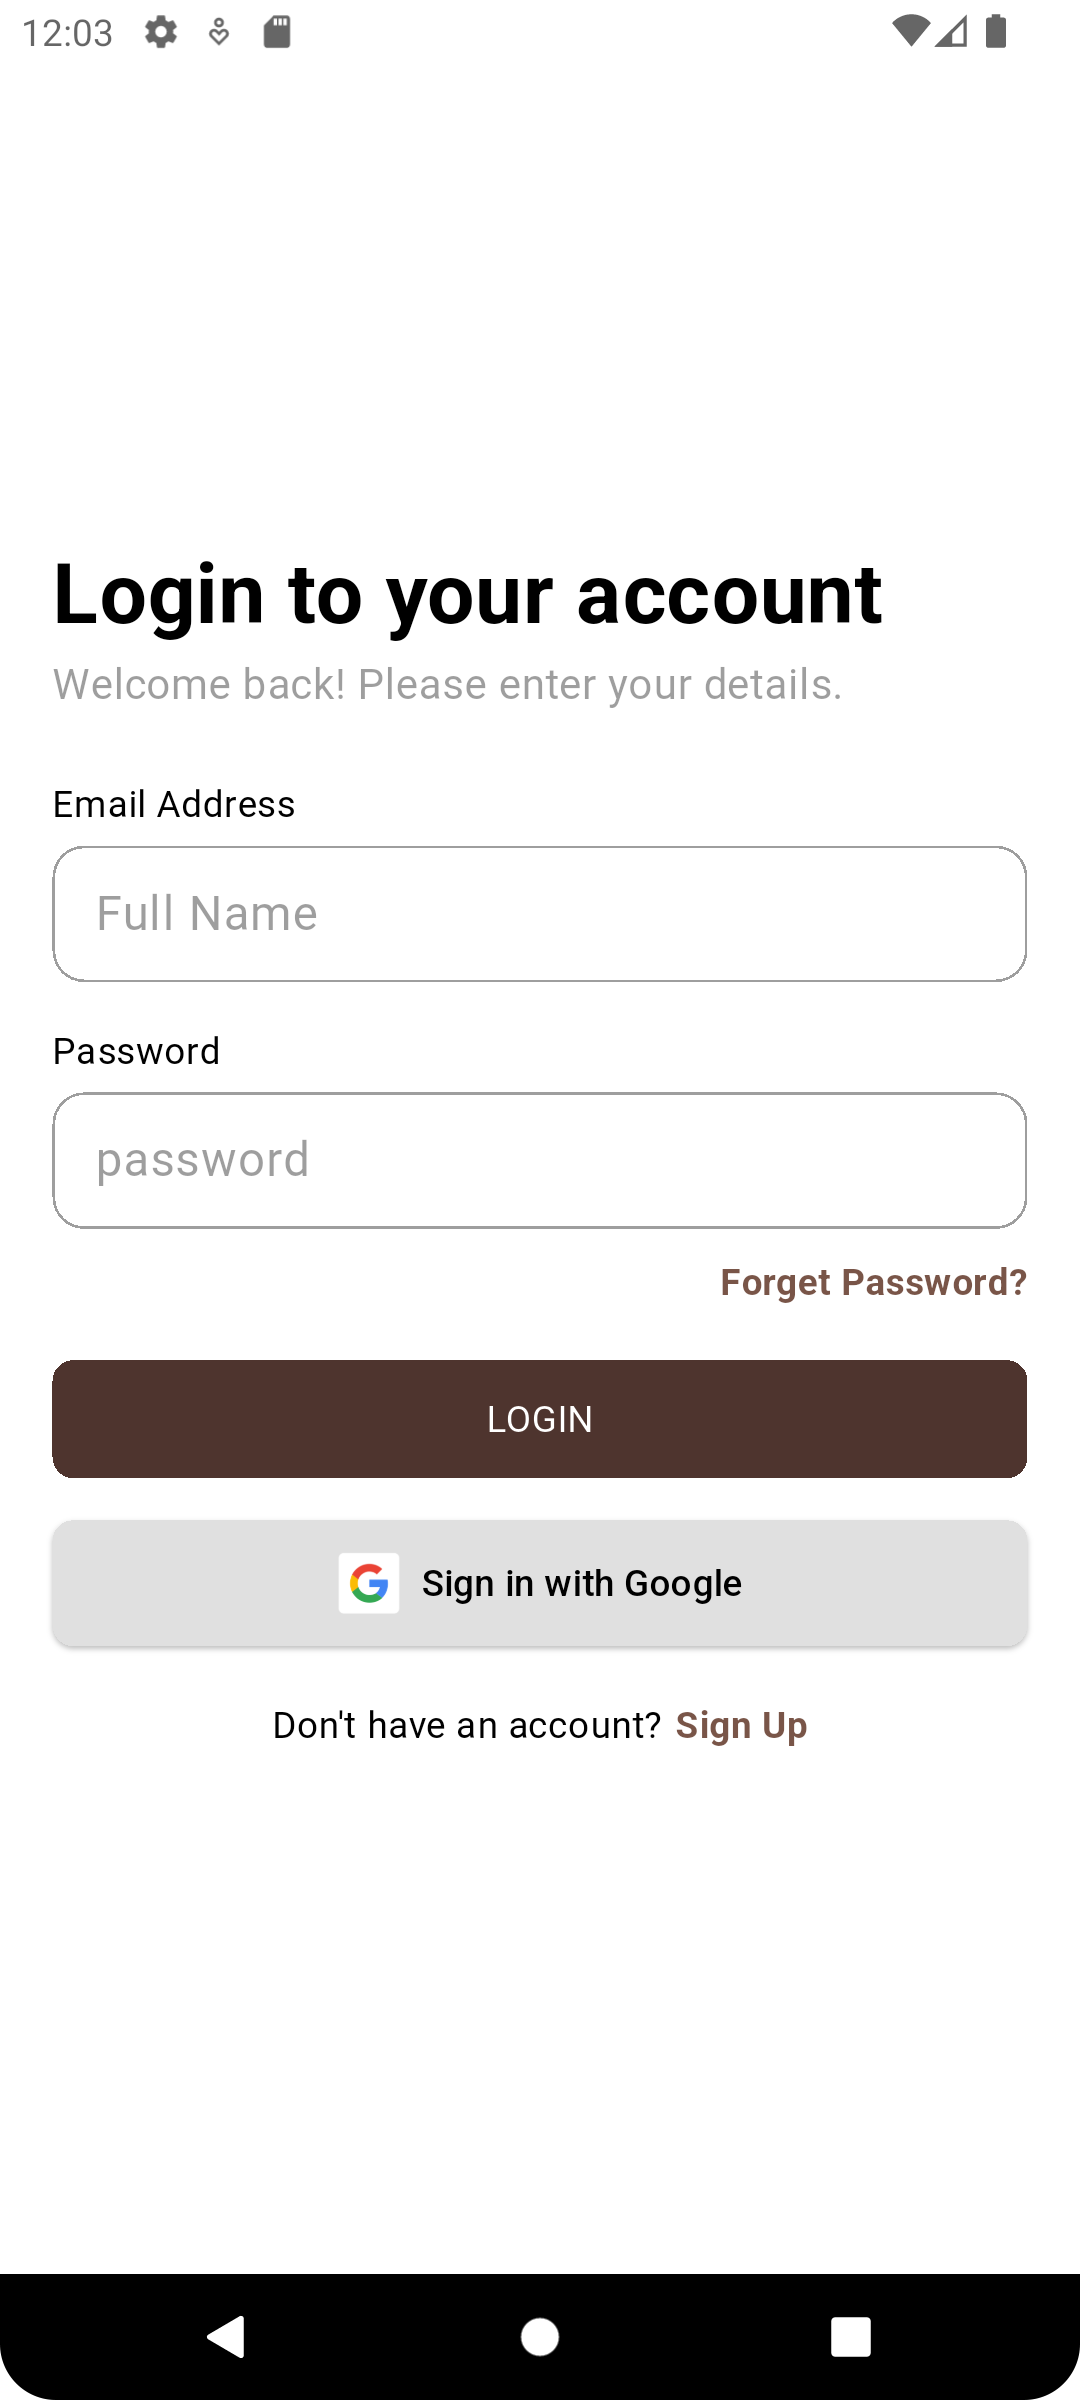 12:03
Login to your account
Welcome back! Please enter your details.
Email Address
Full Name
Password
password
Forget Password?
LOGIN
Sign in with Google
Don't have an account? Sign Up